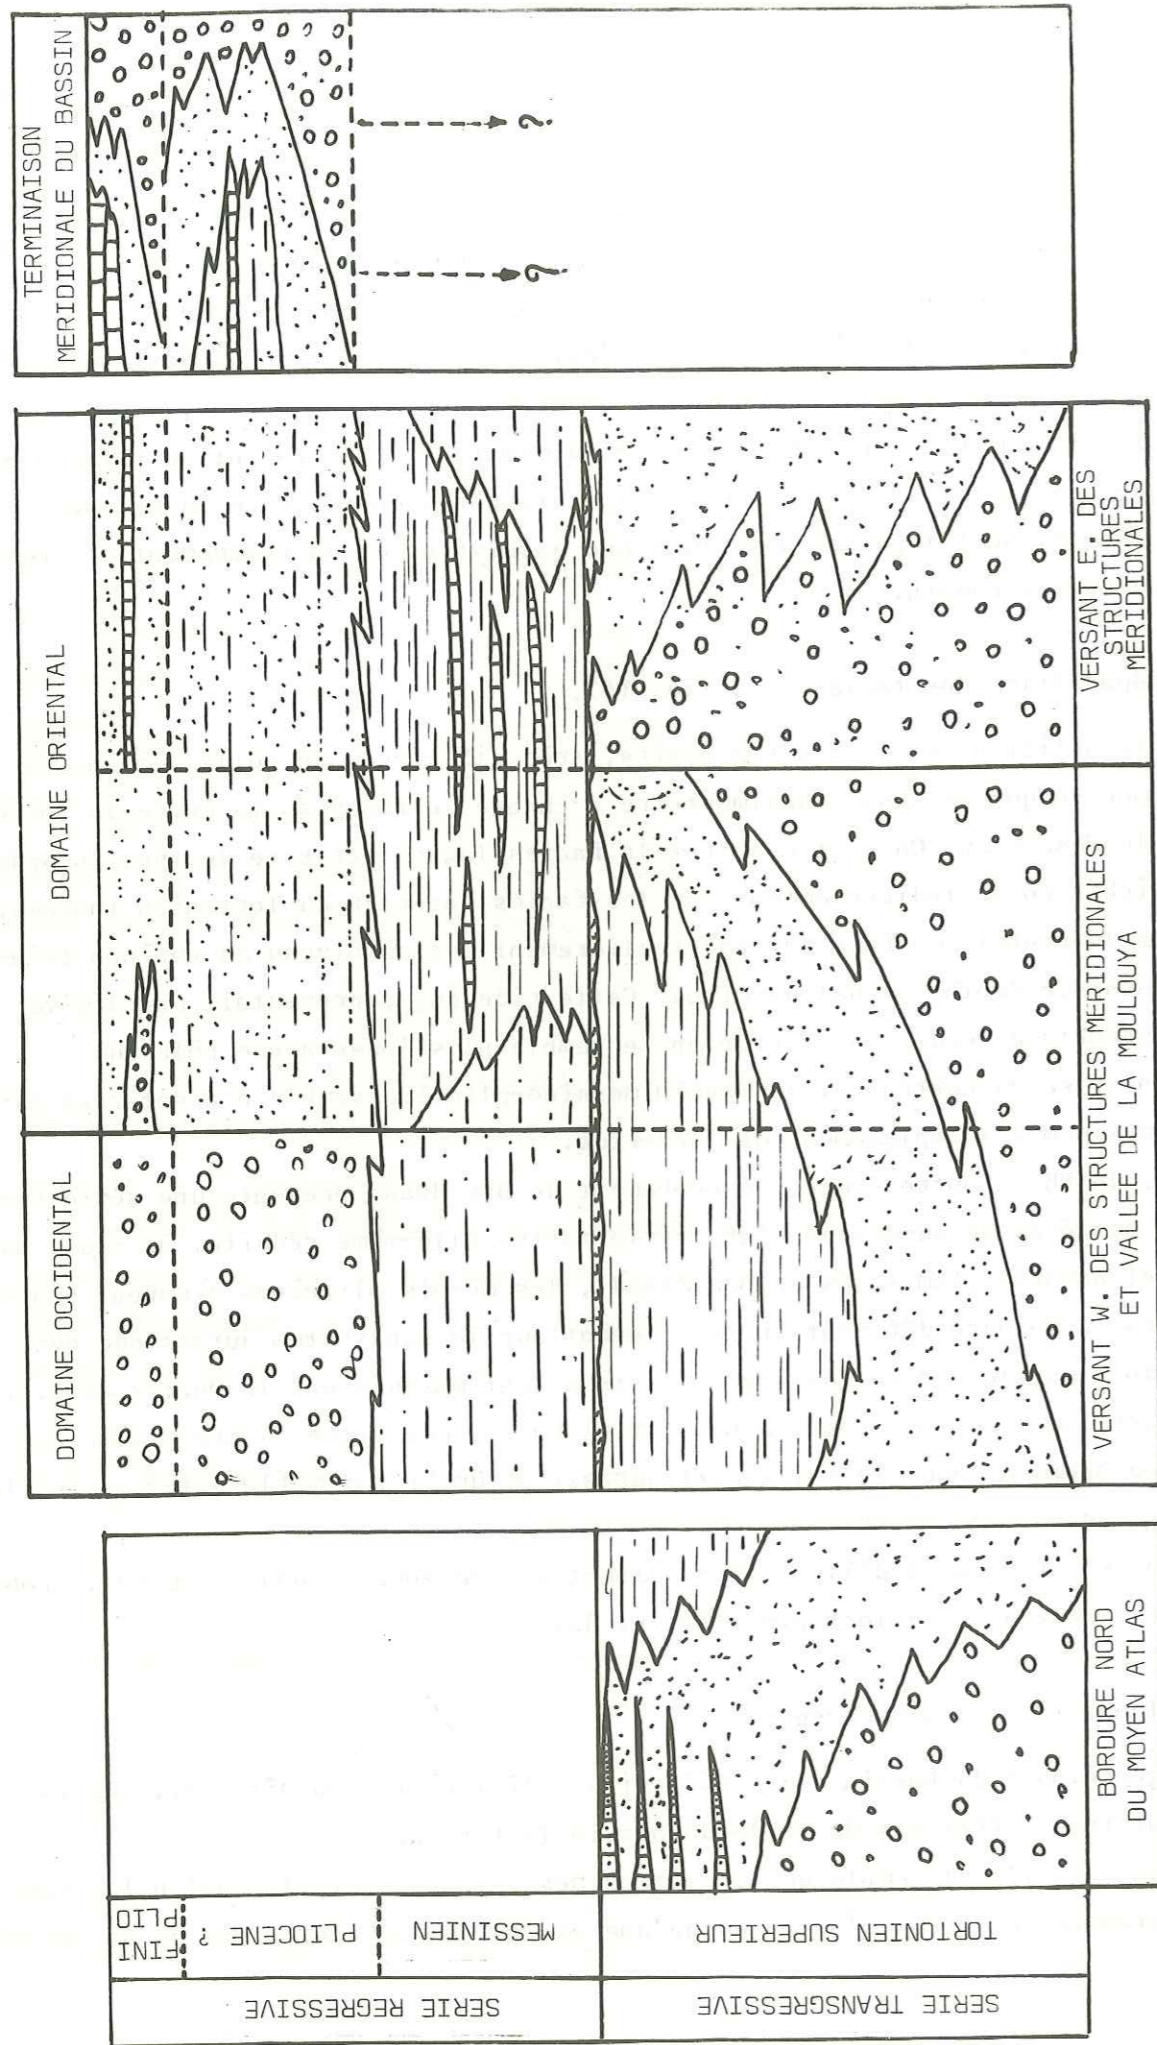 TERMINAISON
MERIDIONALE DU BASSIN
?
?
DOMAINE ORIENTAL
DOMAINE OCCIDENTAL
VERSANT E. DES
STRUCTURES
MERIDIONALES
VERSANT W. DES STRUCTURES MERIDIONALES
ET VALLEE DE LA MOULOUYA
BORDURE NORD
DU MOYEN ATLAS
FINI
PLIO
PLIOCENE ?
MESSINIEN
TORTONIEN SUPERIEUR
SERIE REGRESSIVE
SERIE TRANSGRESSIVE